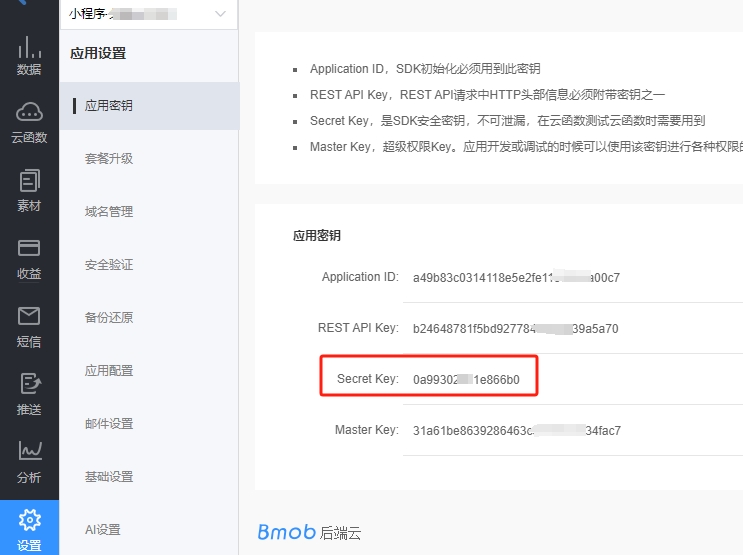 小程序-
应用设置
数据
云函数
素材
收益
短信
推送
分析
设置
应用密钥
套餐升级
域名管理
安全验证
备份还原
应用配置
邮件设置
基础设置
AI设置
Application ID，SDK初始化必须用到此密钥
REST API Key，REST API请求中HTTP头部信息必须附带密钥之一
Secret Key，是SDK安全密钥，不可泄漏，在云函数测试云函数时需要用到
Master Key，超级权限Key。应用开发或调试的时候可以使用该密钥进行各种权限的
应用密钥
Application ID: a49b83c0314118e5e2fe11 a00c7
REST API Key: b24648781f5bd927784 39a5a70
Secret Key: 0a99302 1e866b0
Master Key: 31a61be8639286463c 34fac7
Bmob 后端云